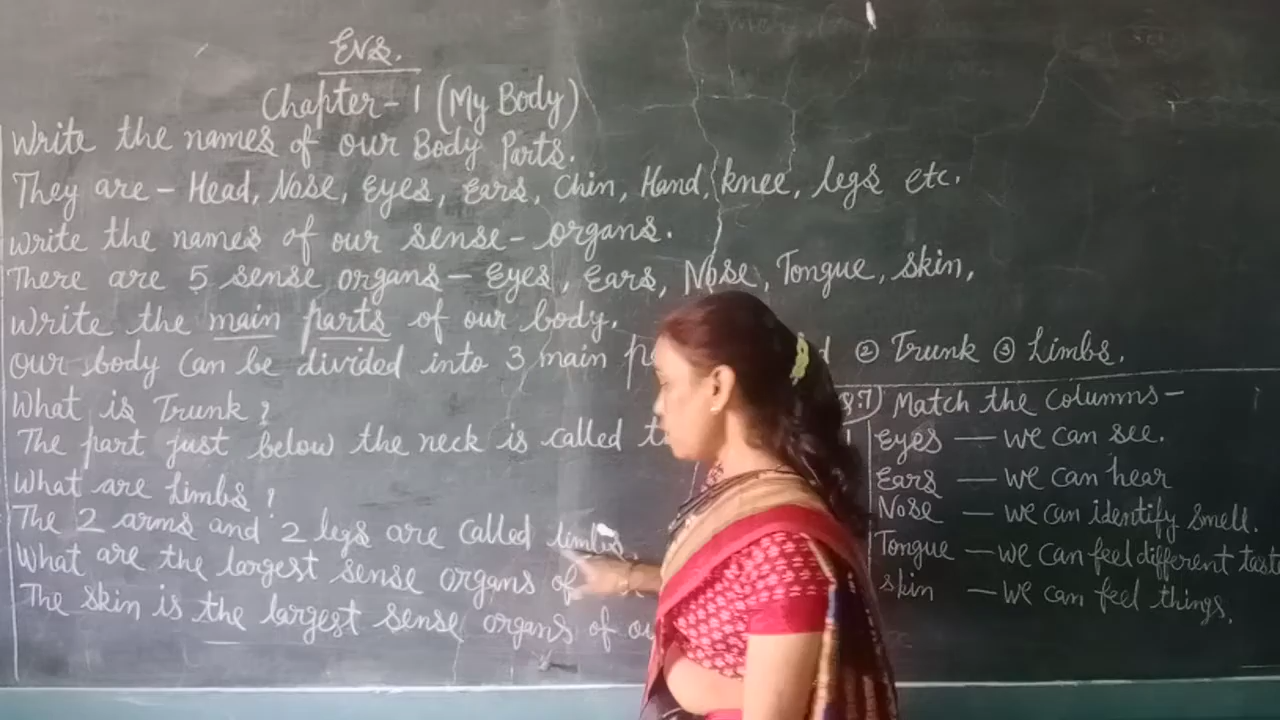 EVS.
Chapter - 1 (My Body)
Write the names of our Body Parts.
They are - Head, Nose, Eyes, Ears, Chin, Hand, knee, legs etc.
Write the names of our sense-organs.
There are 5 sense organs - Eyes, Ears, Nose, Tongue, Skin,
Write the main parts of our body.
Our body can be divided into 3 main ② Trunk ③ Limbs.
What is Trunk?
The part just below the neck is called
What are Limbs?
The 2 arms and 2 legs are called limbs
What are the largest sense organs of
The skin is the largest sense organs of
7) Match the columns -
Eyes - We can see.
Ears - We can hear
Nose - We can identify smell.
Tongue - We can feel different
Skin - We can feel things.